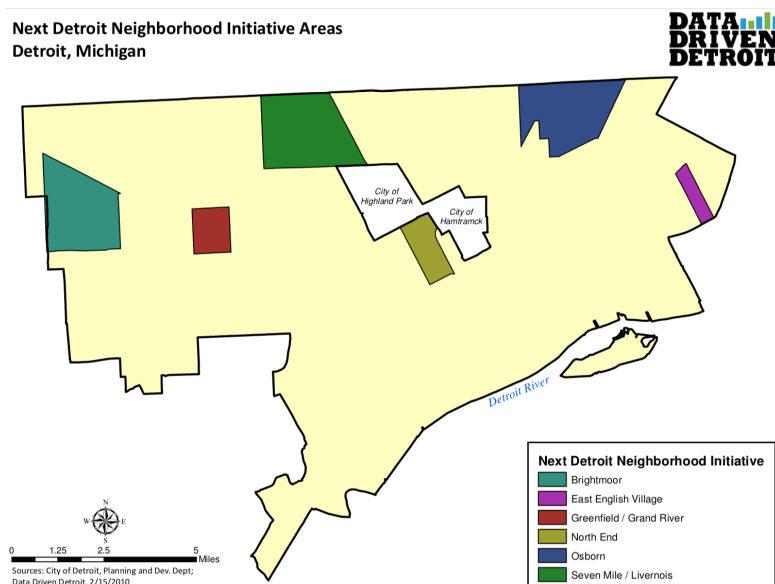 Next Detroit Neighborhood Initiative Areas
Detroit, Michigan
DATA
DRIVEN
DETROIT
City of
Highland Park
City of
Hamtramck
Detroit River
N
W E
S
0 1.25 2.5 5
Miles
Sources: City of Detroit, Planning and Dev. Dept;
Data Driven Detroit. 2/15/2010
Next Detroit Neighborhood Initiative
Brightmoor
East English Village
Greenfield / Grand River
North End
Osborn
Seven Mile / Livernois